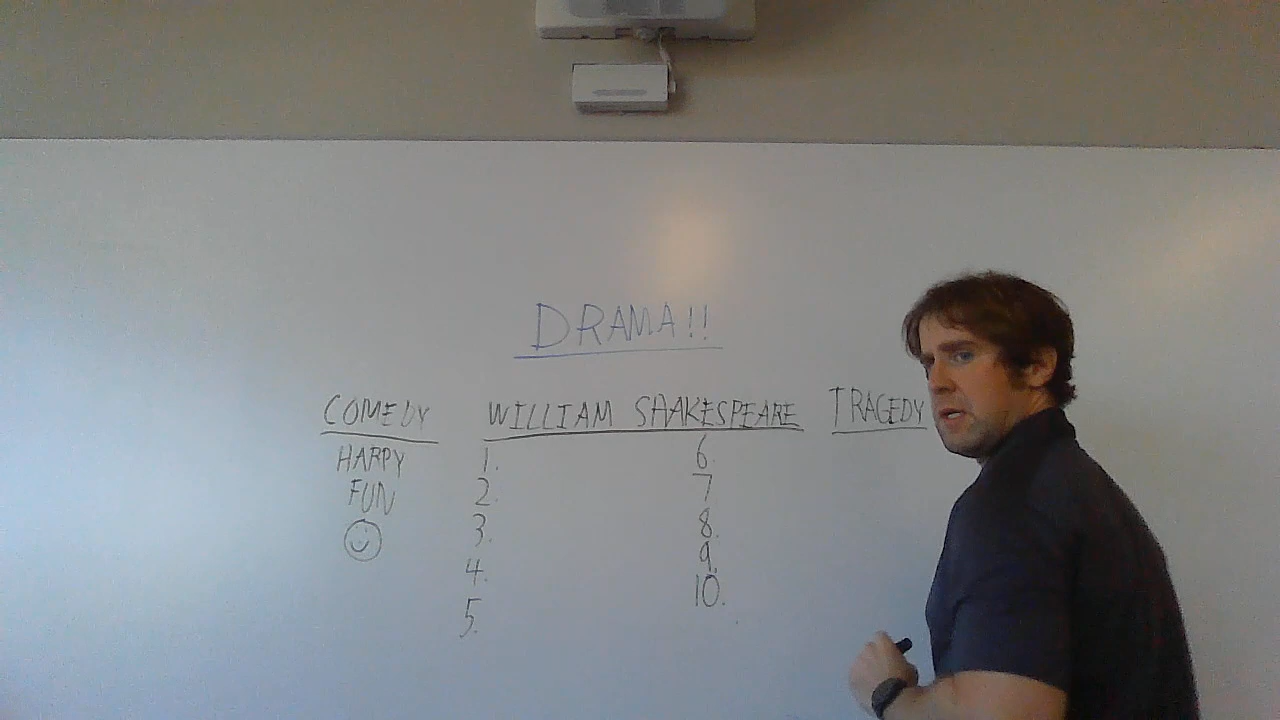 DRAMA!!
COMEDY
HAPPY
FUN
WILLIAM SHAKESPEARE
1.
2.
3.
4.
5.
6.
7
8.
9.
10.
TRAGEDY